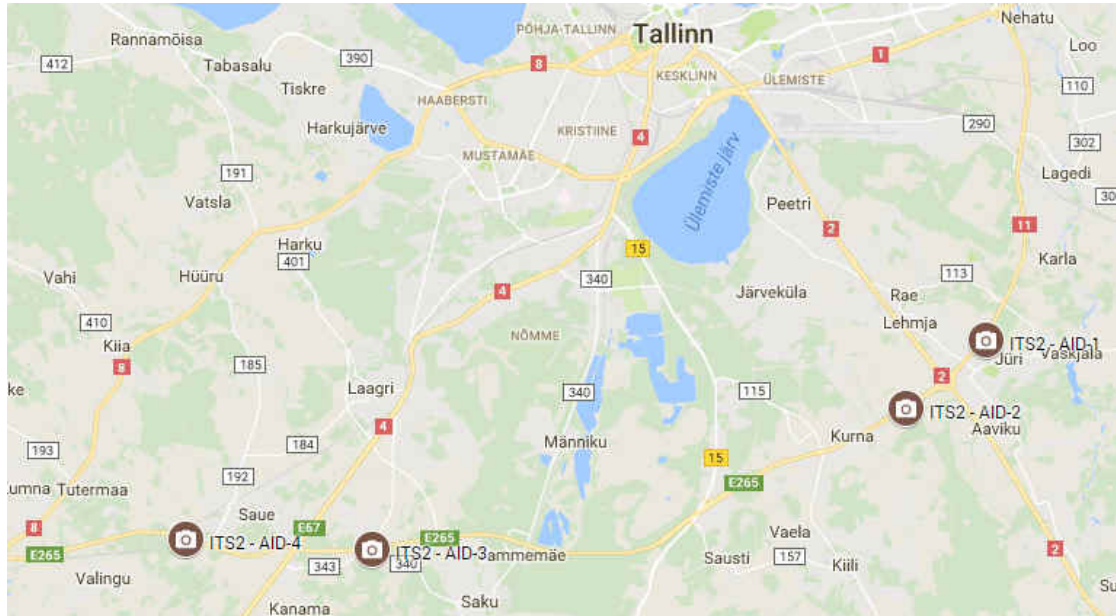 Rannamõisa
412
Tabasalu
390
Tiskre
Harkujärve
HAABERSTI
PÕHJA-TALLINN
8
Tallinn
KESKLINN
ÜLEMISTE
1
Nehatu
Loo
110
KRISTIINE
4
MUSTAMÄE
290
302
Lagedi
191
Vatsla
Ülemiste järv
Peetri
2
11
Harku
401
15
340
Vahi
Hüüru
4
Järveküla
113
Karla
Rae
Lehmja
410
Kiia
8
NÕMME
ITS2 - AID-1
Jüri
Vaskjala
185
Laagri
340
115
2
ITS2 - AID-2
Aaviku
4
Männiku
Kurna
193
184
192
15
E265
Tutermaa
8
Saue
E67
E265
ITS2 - AID-4
ITS2 - AID-3
ammemäe
E265
343
340
Valingu
Vaela
Sausti
157
Kiili
2
Kanama
Saku